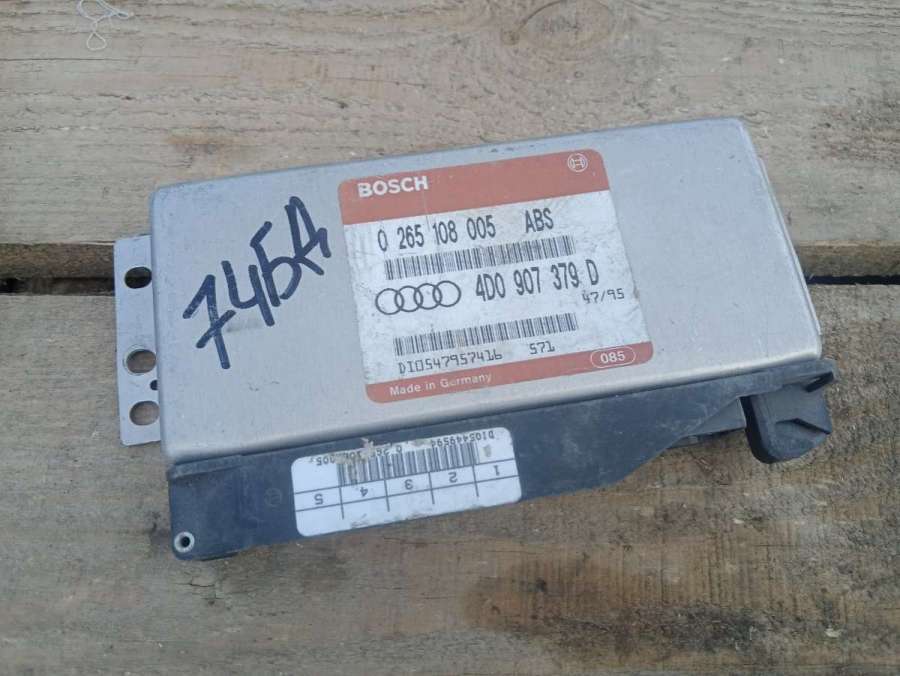 745A
BOSCH
0 265 108 005 ABS
4D0 907 379 D
47/95
DI0547957416 571
085
Made in Germany
1 2 3 4 5